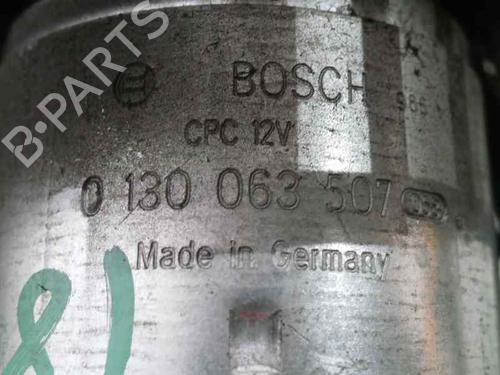 B-PARTS
BOSCH
CPC 12V
0 130 063 507
Made in Germany